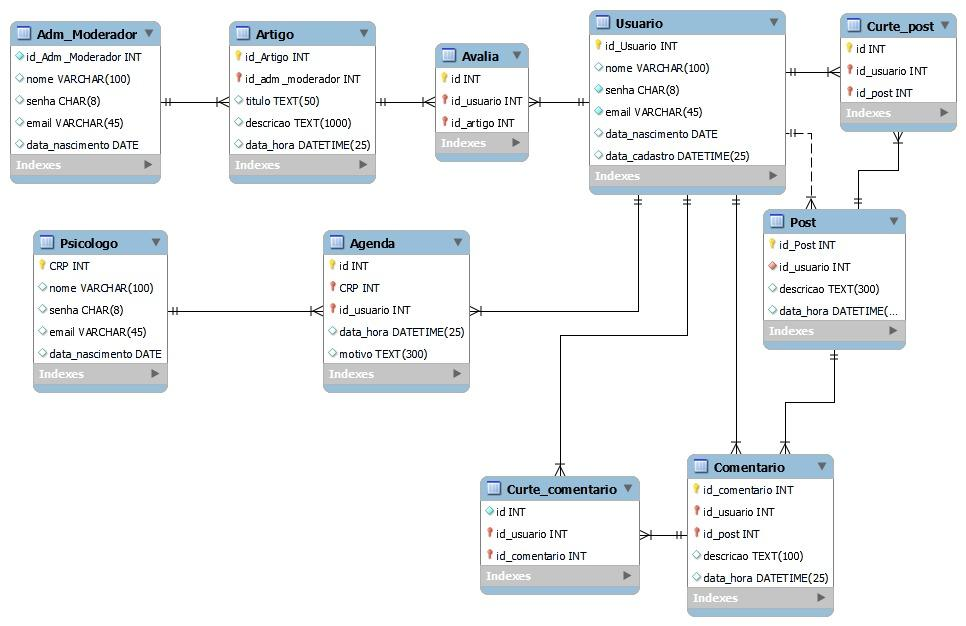 Adm_Moderador
id_Adm_Moderador INT
nome VARCHAR(100)
senha CHAR(8)
email VARCHAR(45)
data_nascimento DATE
Indexes
Artigo
id_Artigo INT
id_adm_moderador INT
titulo TEXT(50)
descricao TEXT(1000)
data_hora DATETIME(25)
Indexes
Avalia
id INT
id_usuario INT
id_artigo INT
Indexes
Usuario
id_Usuario INT
nome VARCHAR(100)
senha CHAR(8)
email VARCHAR(45)
data_nascimento DATE
data_cadastro DATETIME(25)
Indexes
Curte_post
id INT
id_usuario INT
id_post INT
Indexes
Psicologo
CRP INT
nome VARCHAR(100)
senha CHAR(8)
email VARCHAR(45)
data_nascimento DATE
Indexes
Agenda
id INT
CRP INT
id_usuario INT
data_hora DATETIME(25)
motivo TEXT(300)
Indexes
Post
id_Post INT
id_usuario INT
descricao TEXT(300)
data_hora DATETIME(...
Indexes
Curte_comentario
id INT
id_usuario INT
id_comentario INT
Indexes
Comentario
id_comentario INT
id_usuario INT
id_post INT
descricao TEXT(100)
data_hora DATETIME(25)
Indexes